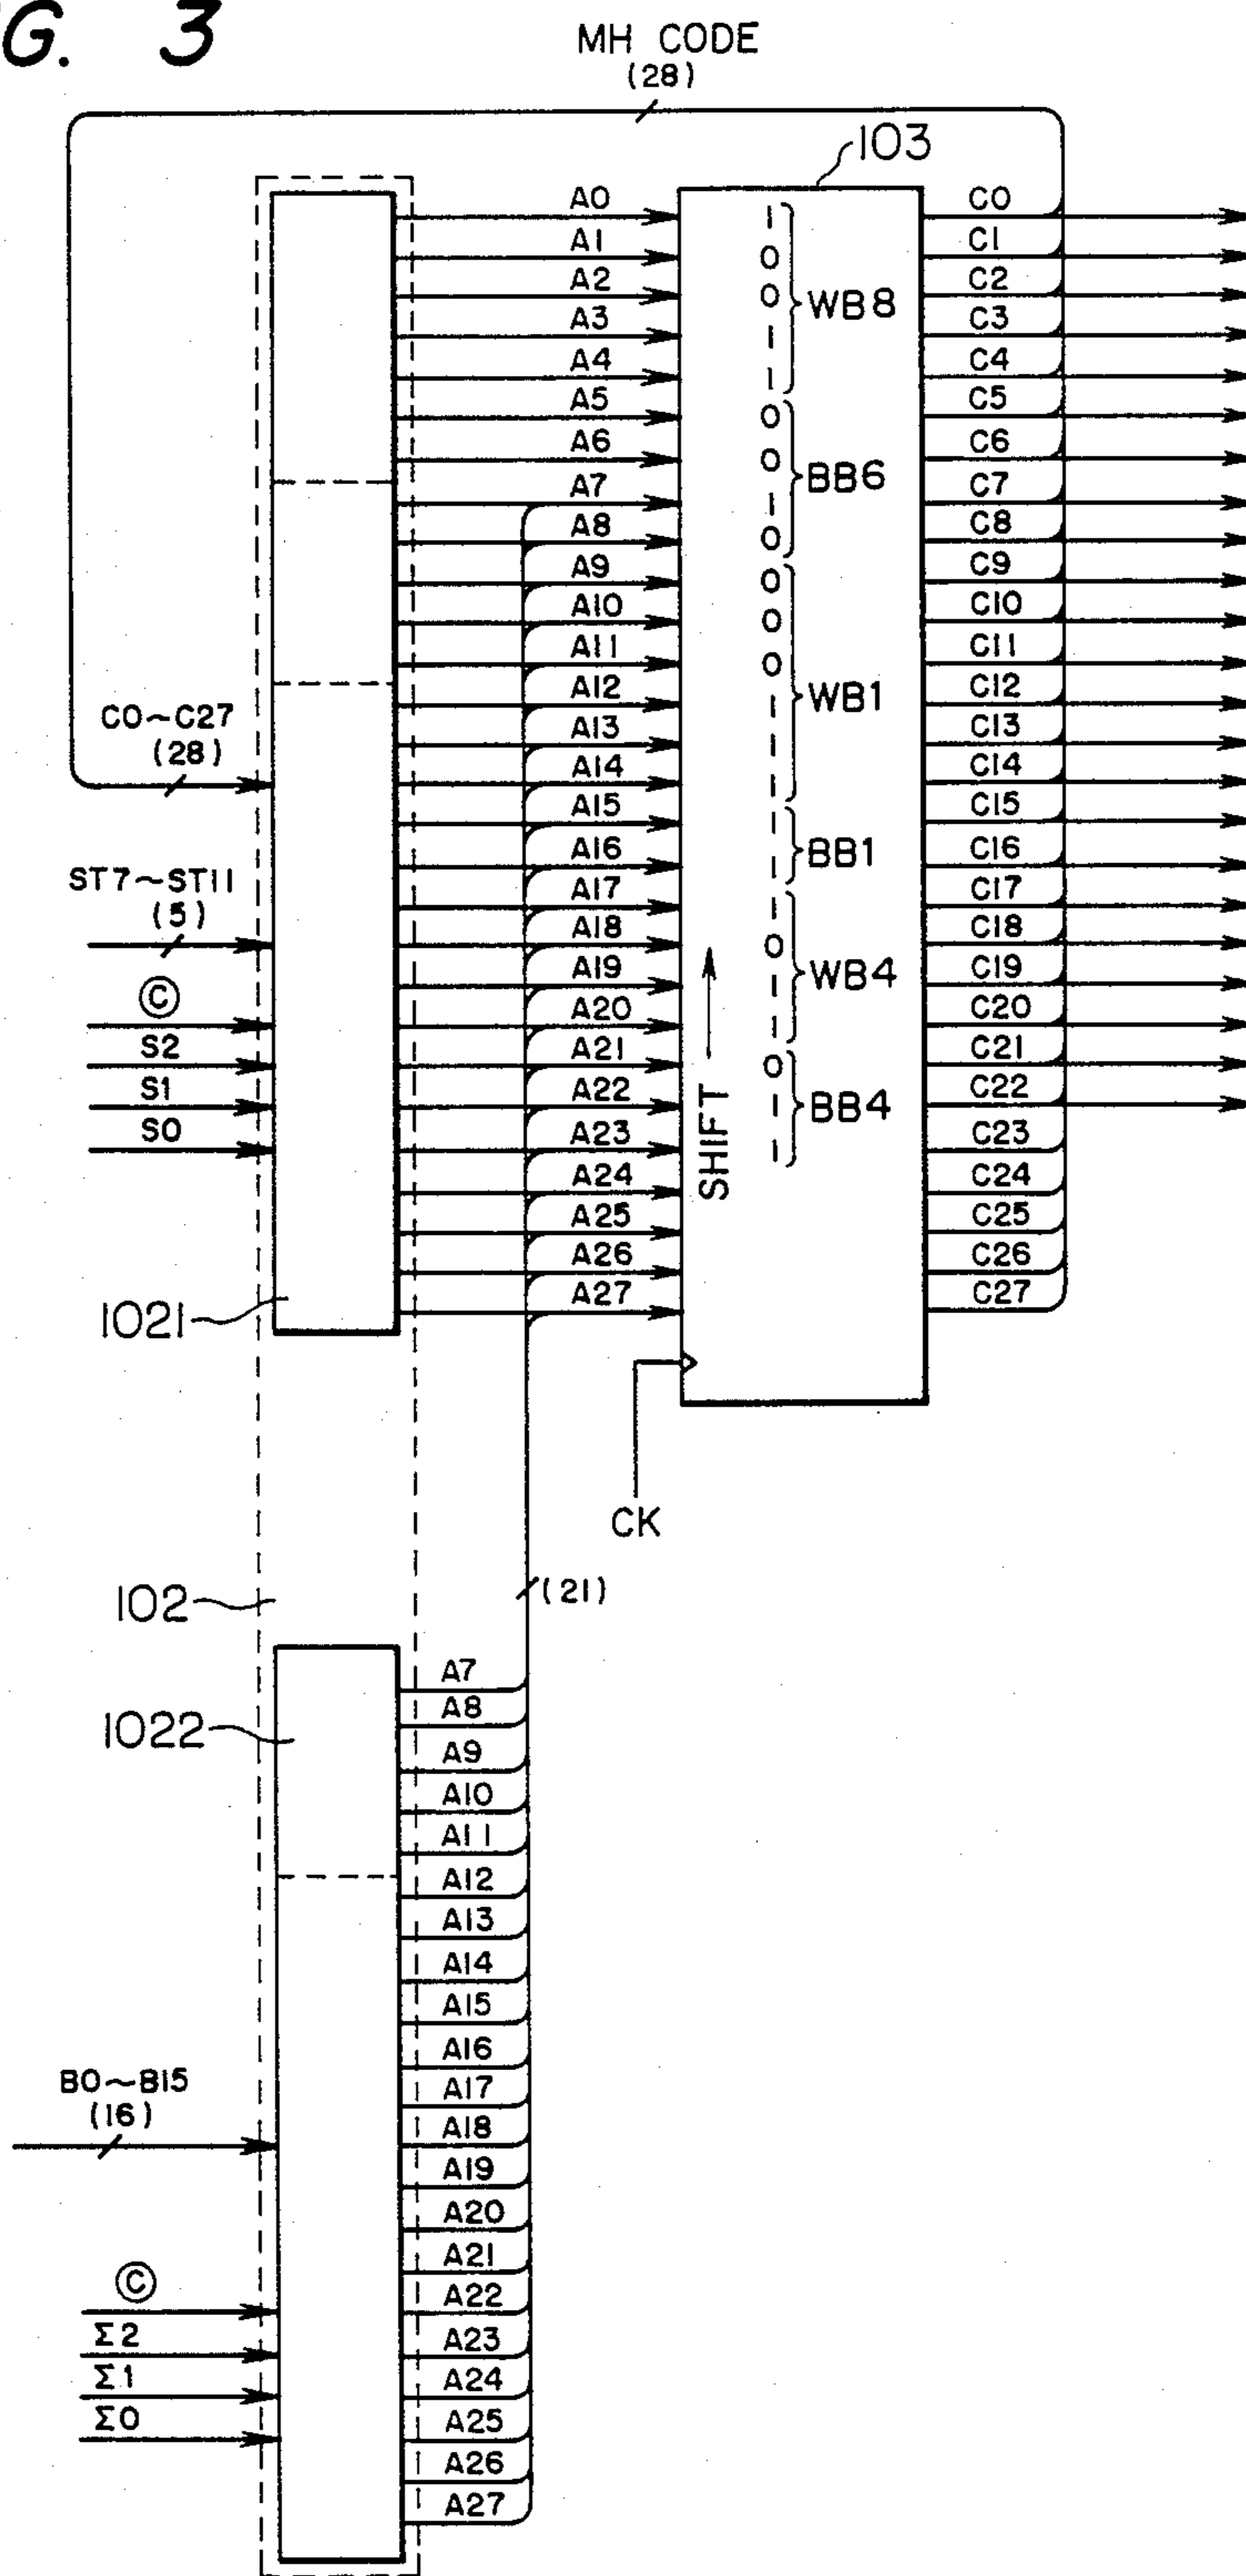 G. 3
MH CODE
(28)
103
A0
A1
A2
A3
A4
A5
A6
A7
A8
A9
A10
A11
A12
A13
A14
A15
A16
A17
A18
A19
A20
A21
A22
A23
A24
A25
A26
A27
1
0
0
1
1
WB8
0
0
1
0
BB6
0
0
0
1
1
1
WB1
1
1
BB1
1
0
1
1
WB4
0
1
1
BB4
SHIFT
C0
C1
C2
C3
C4
C5
C6
C7
C8
C9
C10
C11
C12
C13
C14
C15
C16
C17
C18
C19
C20
C21
C22
C23
C24
C25
C26
C27
C0~C27
(28)
ST7~ST11
(5)
©
S2
S1
S0
1021
CK
102
(21)
1022
A7
A8
A9
A10
A11
A12
A13
A14
A15
A16
A17
A18
A19
A20
A21
A22
A23
A24
A25
A26
A27
B0~B15
(16)
©
Σ2
Σ1
Σ0